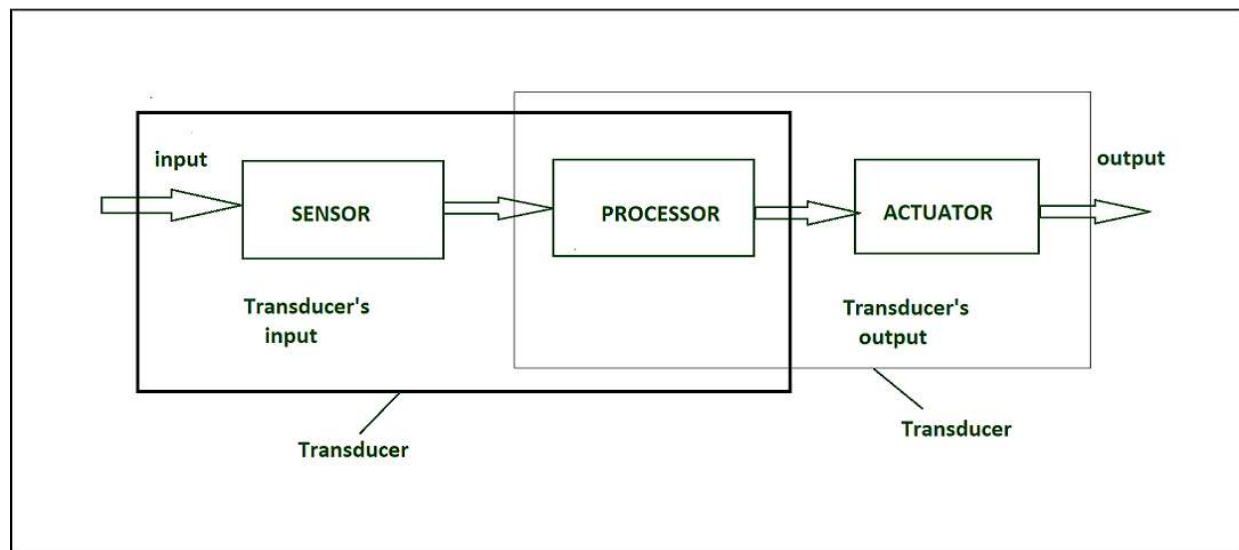 input
output
SENSOR
PROCESSOR
ACTUATOR
Transducer's
input
Transducer's
output
Transducer
Transducer